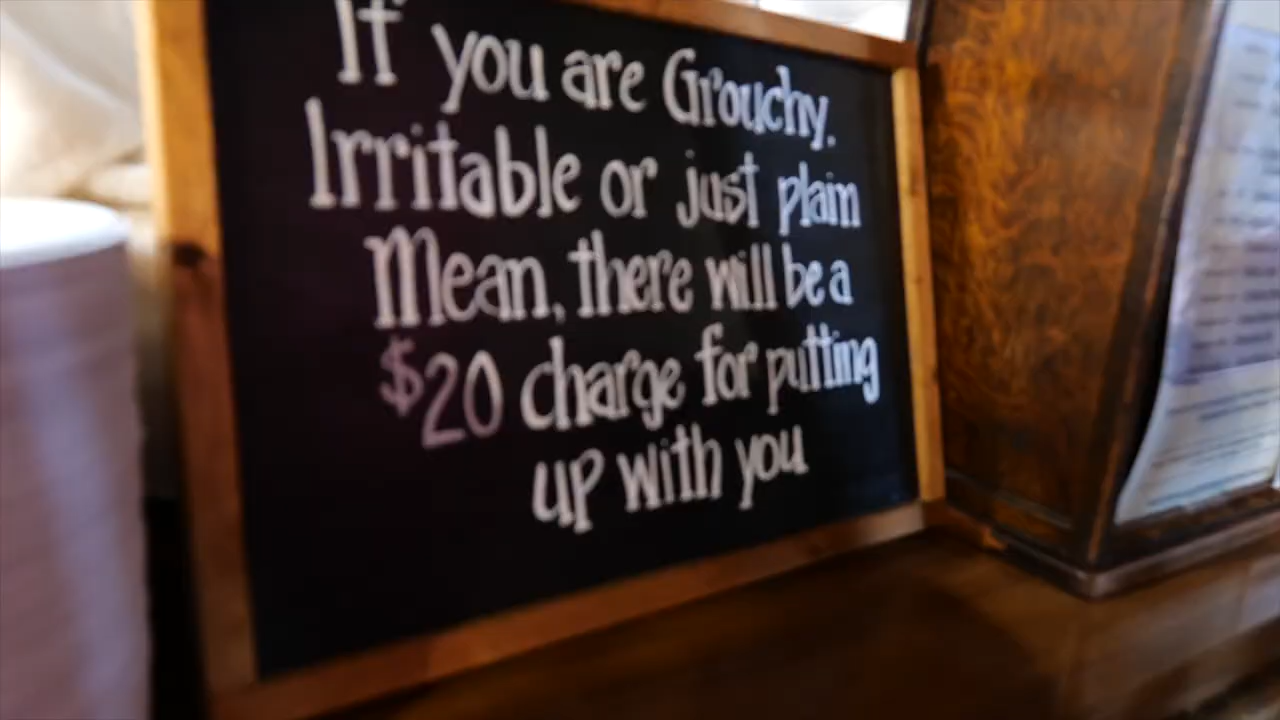 If you are Grouchy,
Irritable or just plain
Mean, there will be a
$20 charge for putting
up with you